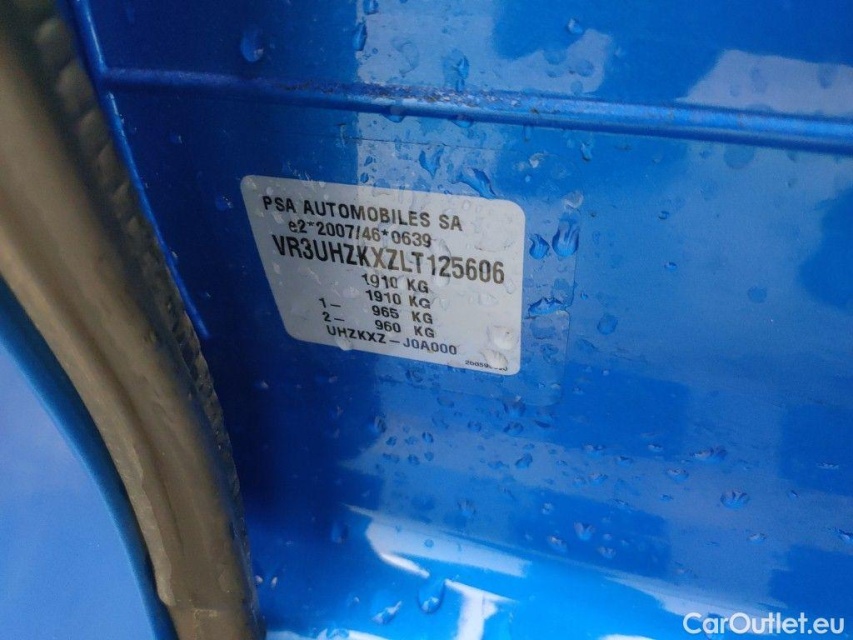 PSA AUTOMOBILES SA
e2*2007/46*0639
VR3UHZKXZLT125606
1910 KG
1910 KG
1- 965 KG
2- 960 KG
UHZKXZ-J0A000
CarOutlet.eu